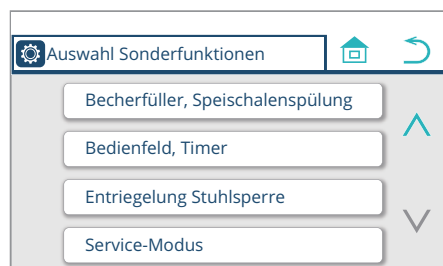 Auswahl Sonderfunktionen
Becherfüller, Speischalenspülung
Bedienfeld, Timer
Entriegelung Stuhlsperre
Service-Modus